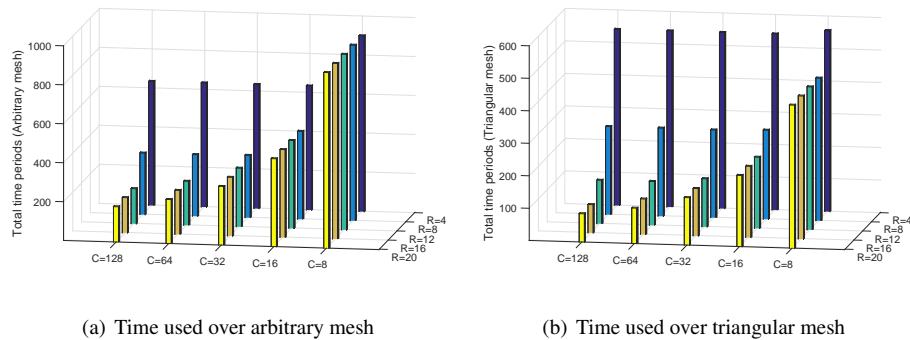 1000
800
600
400
200
Total time periods (Arbitrary mesh)
C=128
C=64
C=32
C=16
C=8
R=4
R=8
R=12
R=16
R=20
(a) Time used over arbitrary mesh
600
500
400
300
200
100
Total time periods (Triangular mesh)
C=128
C=64
C=32
C=16
C=8
R=4
R=8
R=12
R=16
R=20
(b) Time used over triangular mesh